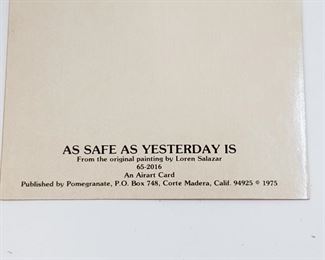 AS SAFE AS YESTERDAY IS
From the original painting by Loren Salazar
65-2016
An Airart Card
Published by Pomegranate, P.O. Box 748, Corte Madera, Calif. 94925 © 1975